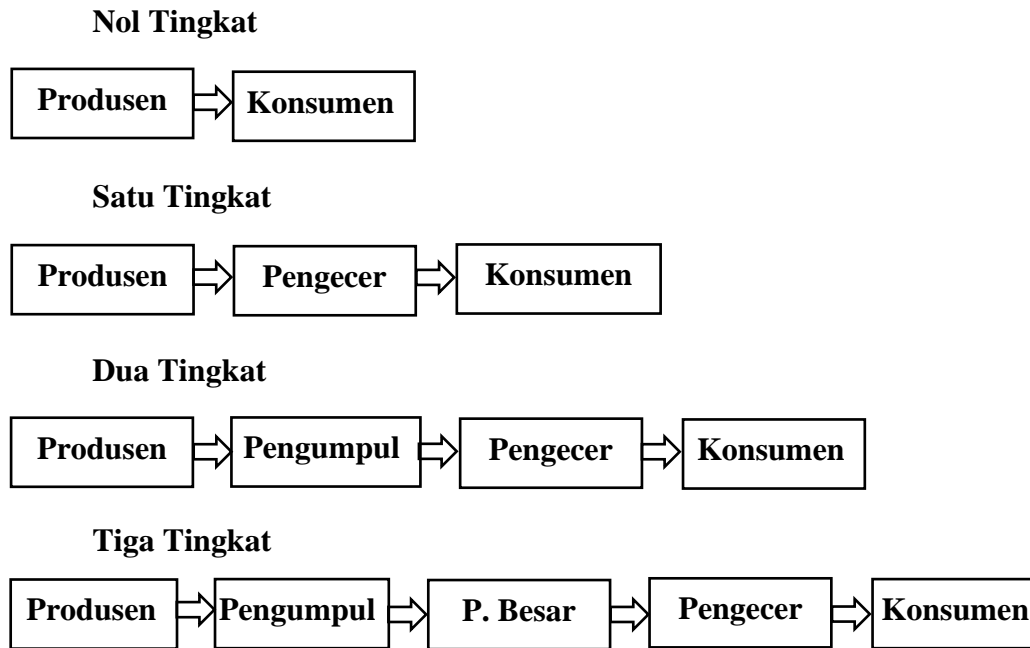 Nol Tingkat
Produsen Konsumen
Satu Tingkat
Produsen Pengecer Konsumen
Dua Tingkat
Produsen Pengumpul Pengecer Konsumen
Tiga Tingkat
Produsen Pengumpul P. Besar Pengecer Konsumen